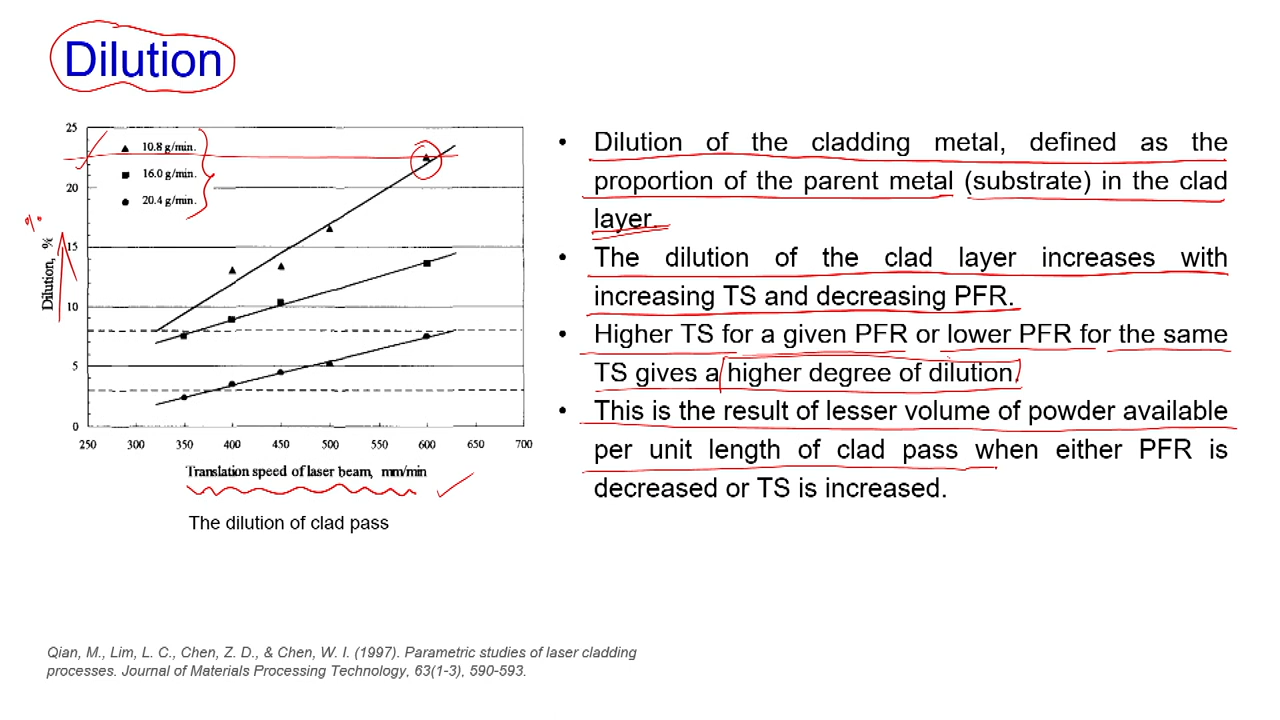 Dilution
25
20
15
10
5
0
%
Dilution, %
10.8 g/min.
16.0 g/min.
20.4 g/min.
250 300 350 400 450 500 550 600 650 700
Translation speed of laser beam, mm/min
The dilution of clad pass
• Dilution of the cladding metal, defined as the
proportion of the parent metal (substrate) in the clad
layer.
• The dilution of the clad layer increases with
increasing TS and decreasing PFR.
• Higher TS for a given PFR or lower PFR for the same
TS gives a higher degree of dilution.
• This is the result of lesser volume of powder available
per unit length of clad pass when either PFR is
decreased or TS is increased.
Qian, M., Lim, L. C., Chen, Z. D., & Chen, W. I. (1997). Parametric studies of laser cladding
processes. Journal of Materials Processing Technology, 63(1-3), 590-593.